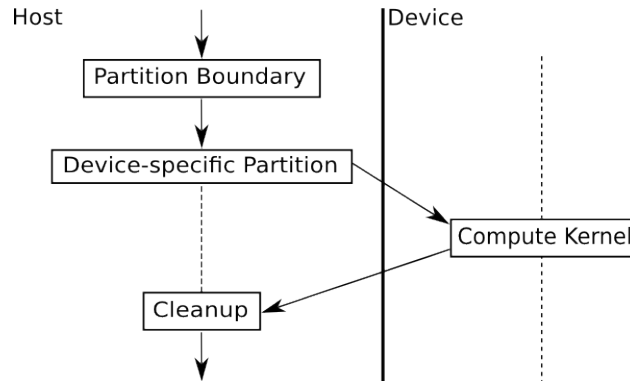 Host
Device
Partition Boundary
Device-specific Partition
Compute Kernel
Cleanup